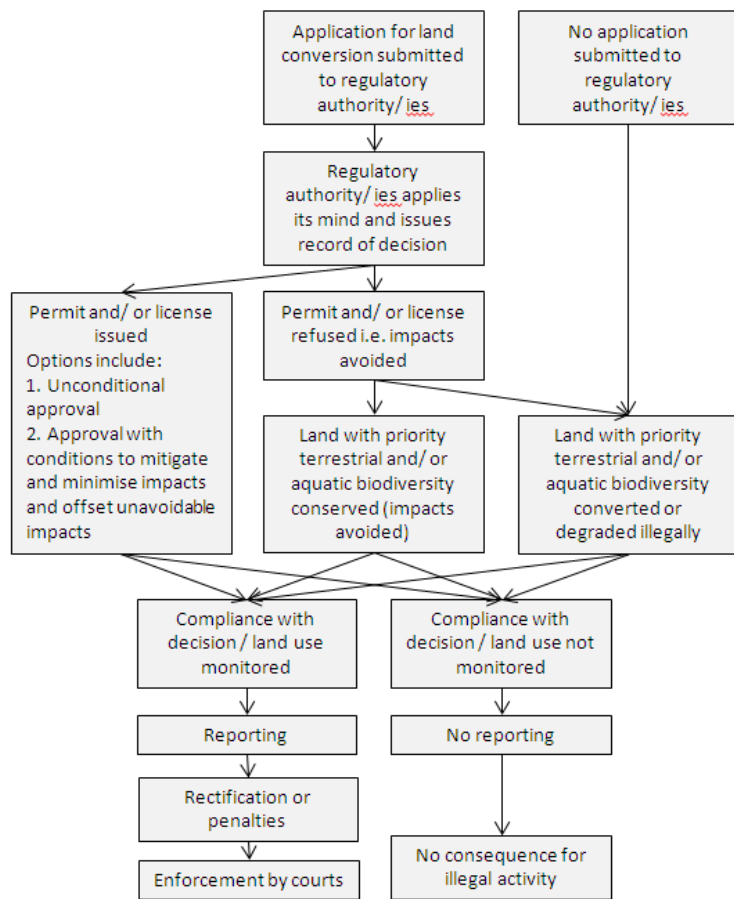 Application for land
conversion submitted
to regulatory
authority/ ies
No application
submitted to
regulatory
authority/ ies
Regulatory
authority/ ies applies
its mind and issues
record of decision
Permit and/ or license
issued
Options include:
1. Unconditional
approval
2. Approval with
conditions to mitigate
and minimise impacts
and offset unavoidable
impacts
Permit and/ or license
refused i.e. impacts
avoided
Land with priority
terrestrial and/ or
aquatic biodiversity
conserved (impacts
avoided)
Land with priority
terrestrial and/ or
aquatic biodiversity
converted or
degraded illegally
Compliance with
decision / land use
monitored
Compliance with
decision / land use not
monitored
Reporting
No reporting
Rectification or
penalties
No consequence for
illegal activity
Enforcement by courts